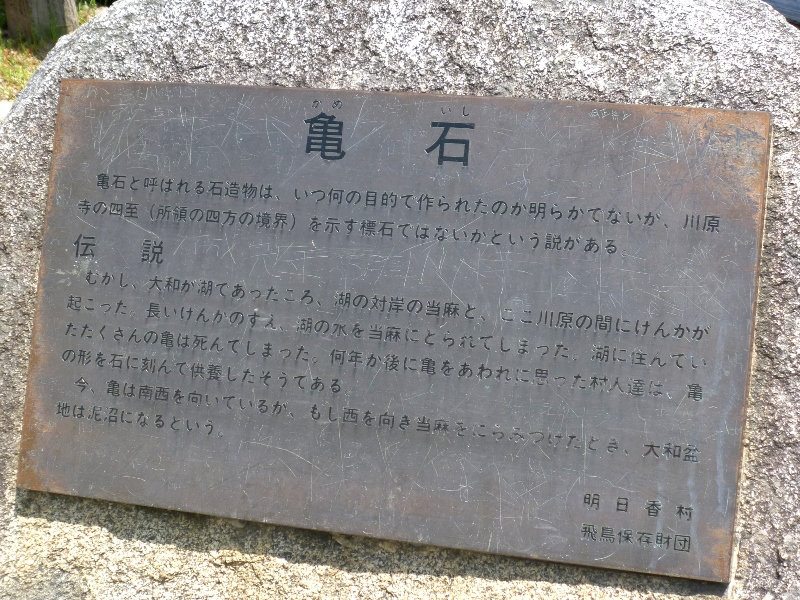 かめ いし
亀 石
亀石と呼ばれる石造物は、いつ何の目的で作られたのか明らかでないが、川原
寺の四至（所領の四方の境界）を示す標石ではないかという説がある。
伝 説
むかし、大和が湖であったころ、湖の対岸の当麻と、ここ川原の間にけんかが
起こった。長いけんかのすえ、湖の水を当麻にとられてしまった。湖に住んでい
たたくさんの亀は死んでしまった。何年か後に亀をあわれに思った村人達は、亀
の形を石に刻んで供養したそうである。
今、亀は南西を向いているが、もし西を向き当麻をにらみつけたとき、大和盆
地は泥沼になるという。
明日香村
飛鳥保存財団